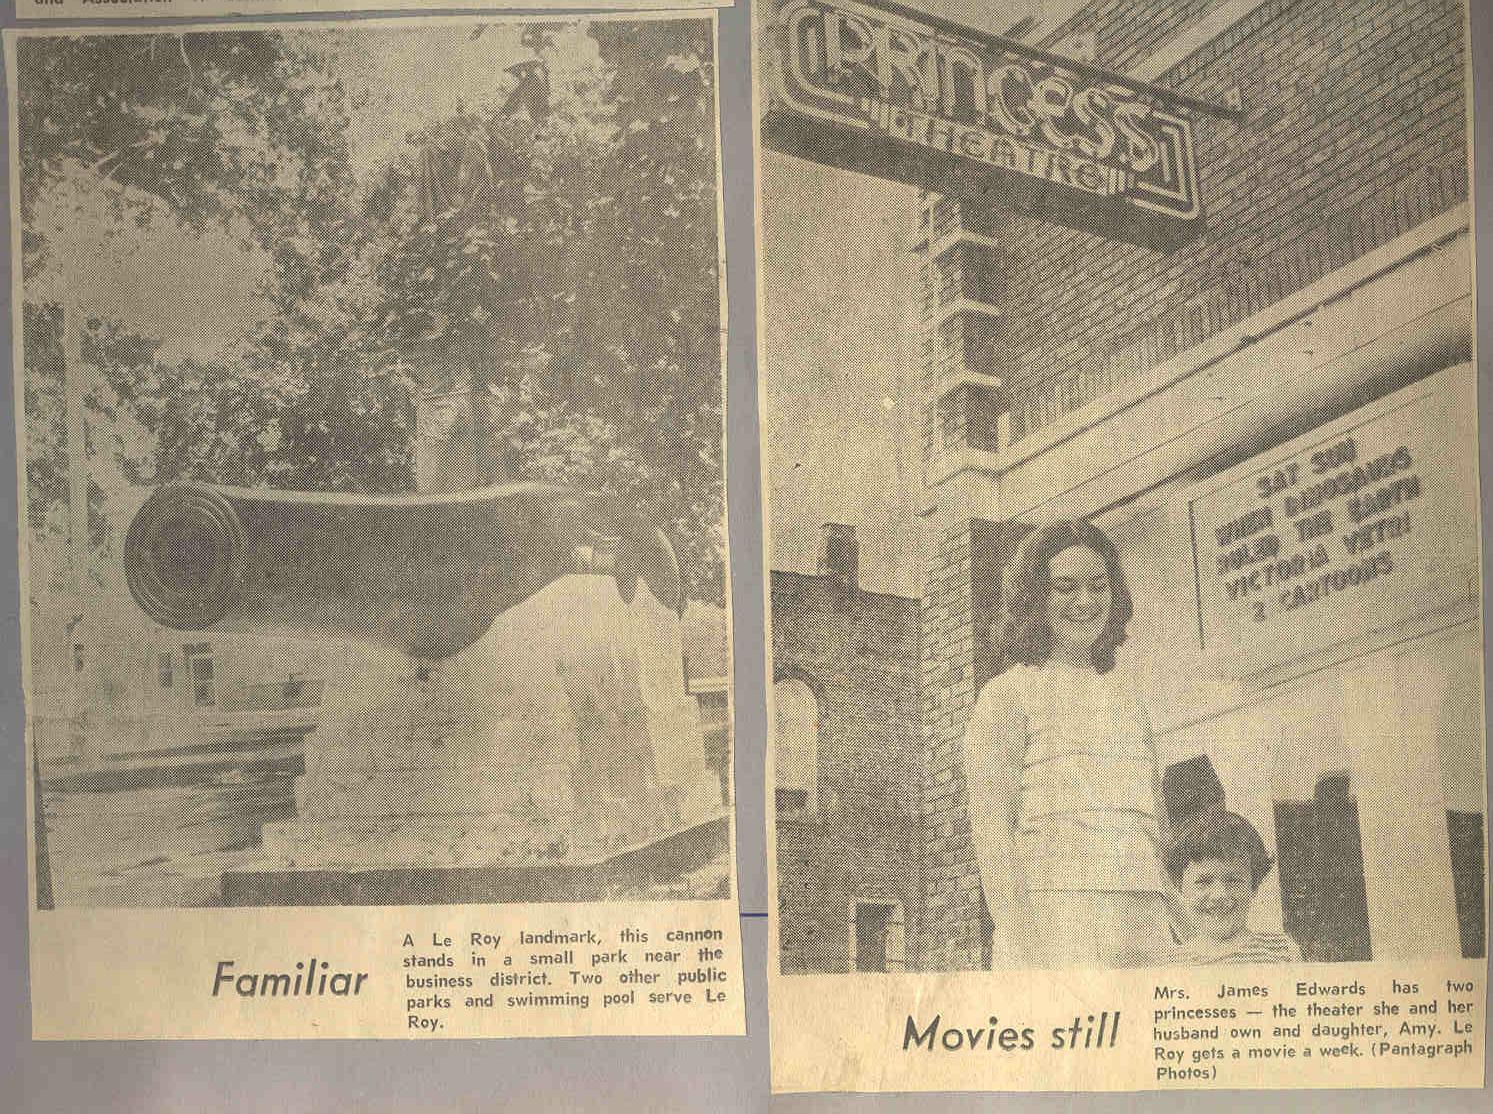 and Association
Familiar
A Le Roy landmark, this cannon
stands in a small park near the
business district. Two other public
parks and swimming pool serve Le
Roy.
PRINCESS
THEATRE
SAT SUN
WHEN DINOSAURS
RULED THE EARTH
VICTORIA VETRI
2 CARTOONS
Movies still
Mrs. James Edwards has two
princesses — the theater she and her
husband own and daughter, Amy. Le
Roy gets a movie a week. (Pantagraph
Photos)